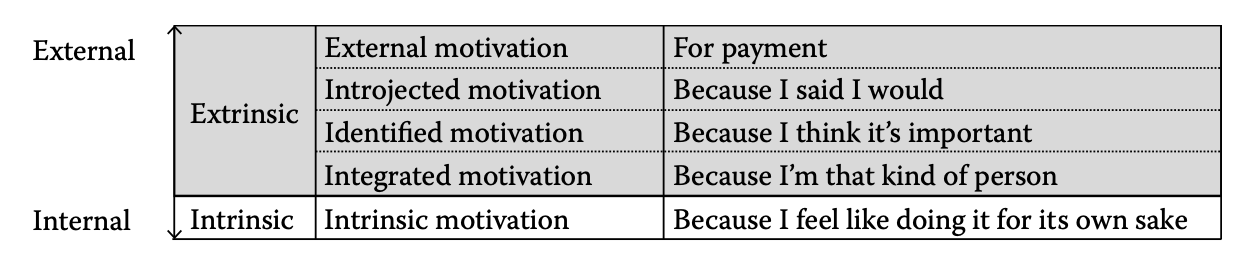 External
Extrinsic
External motivation
For payment
Introjected motivation
Because I said I would
Identified motivation
Because I think it’s important
Integrated motivation
Because I’m that kind of person
Internal
Intrinsic
Intrinsic motivation
Because I feel like doing it for its own sake